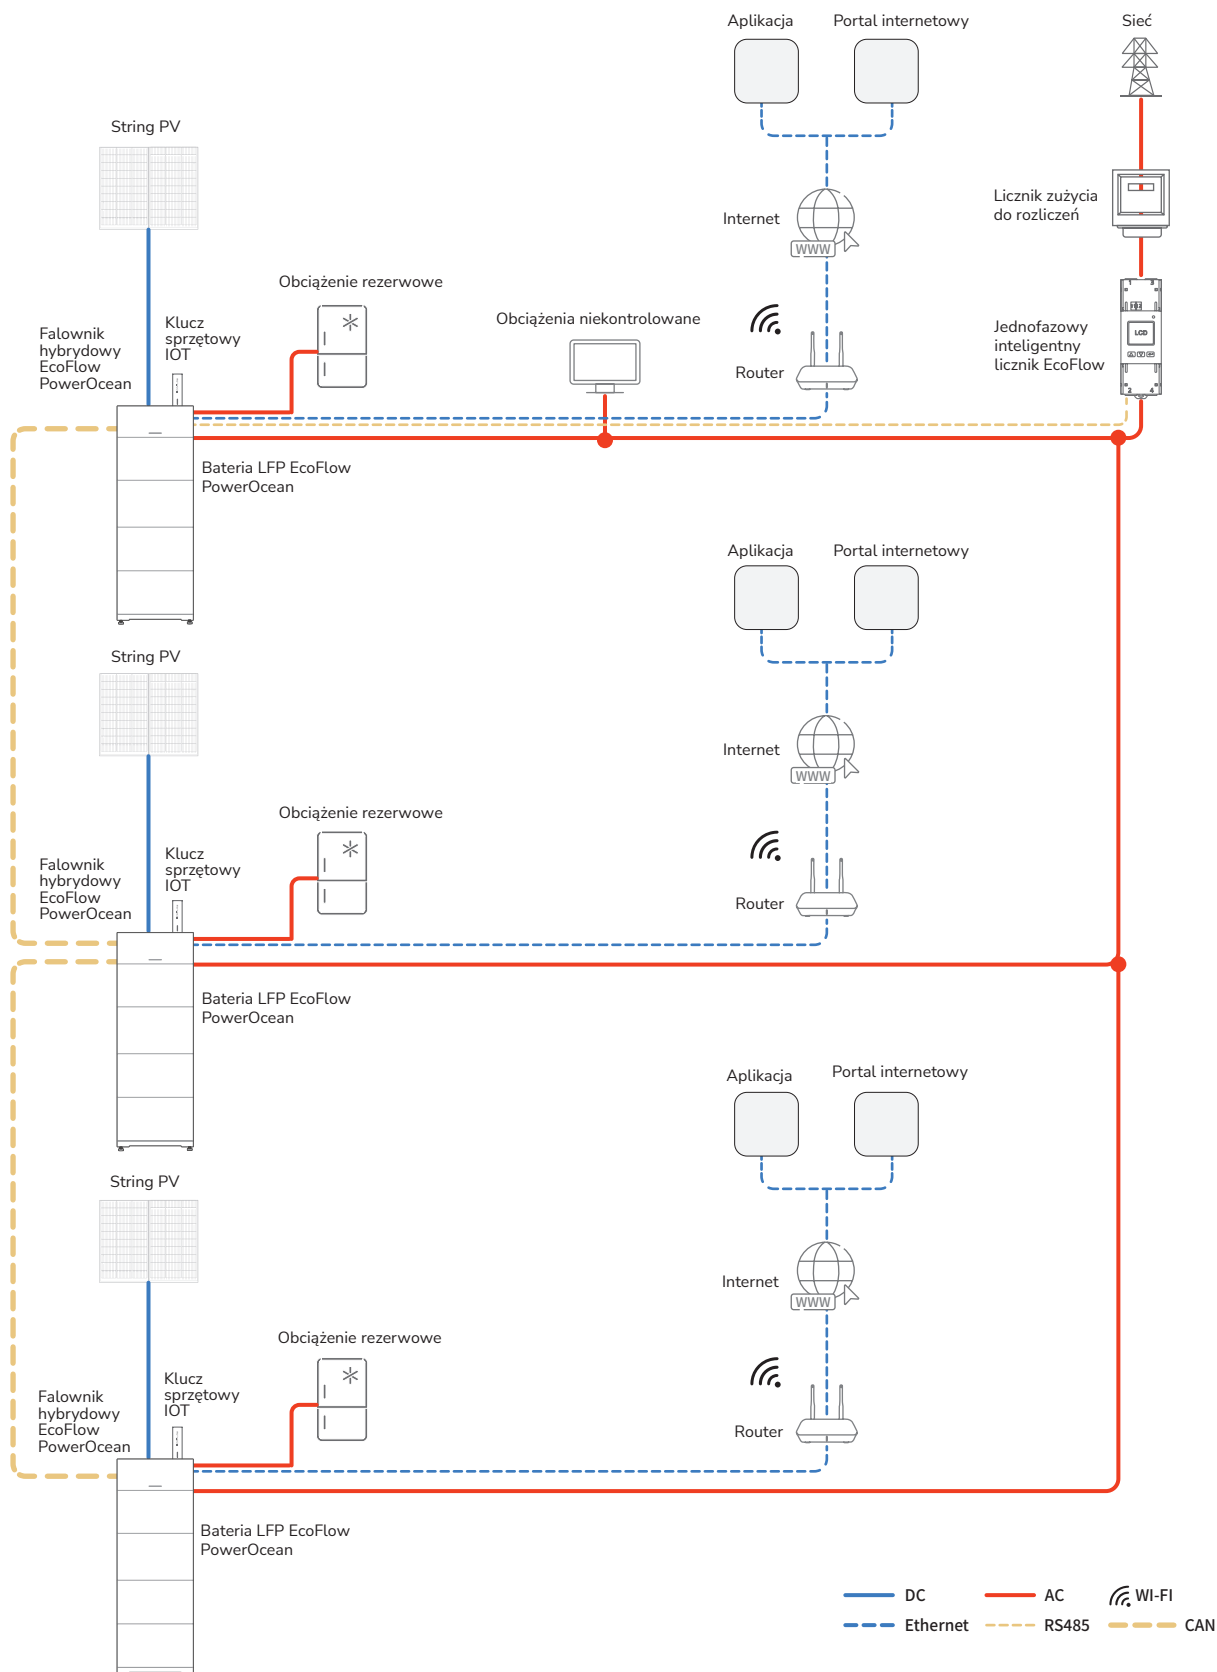 Aplikacja
Portal internetowy
Sieć
String PV
Licznik zużycia
do rozliczeń
Internet
WWW
Obciążenie rezerwowe
Obciążenia niekontrolowane
Falownik
hybrydowy
EcoFlow
PowerOcean
Klucz
sprzętowy
IOT
Router
Jednofazowy
inteligentny
licznik EcoFlow
1 3
LCD
2 4
Bateria LFP EcoFlow
PowerOcean
Aplikacja
Portal internetowy
String PV
Internet
WWW
Obciążenie rezerwowe
Falownik
hybrydowy
EcoFlow
PowerOcean
Klucz
sprzętowy
IOT
Router
Bateria LFP EcoFlow
PowerOcean
Aplikacja
Portal internetowy
String PV
Internet
WWW
Obciążenie rezerwowe
Falownik
hybrydowy
EcoFlow
PowerOcean
Klucz
sprzętowy
IOT
Router
Bateria LFP EcoFlow
PowerOcean
DC
AC
WI-FI
Ethernet
RS485
CAN